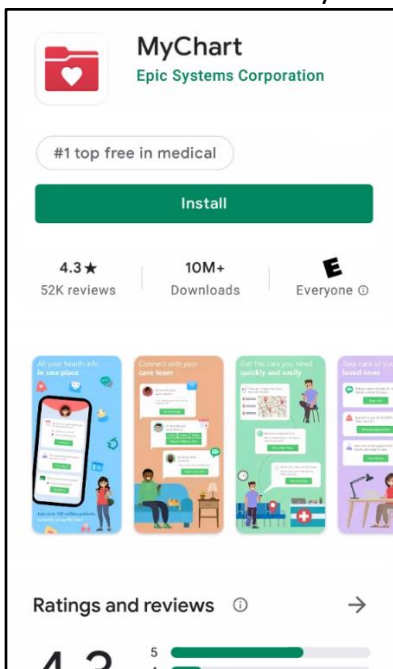 MyChart
Epic Systems Corporation
#1 top free in medical
Install
4.3★
52K reviews
10M+
Downloads
E
Everyone
All your health info
in one place
Connect with your
care team
Get the care you need
quickly and easily
Take care of your
loved ones
Ratings and reviews
4.3
5